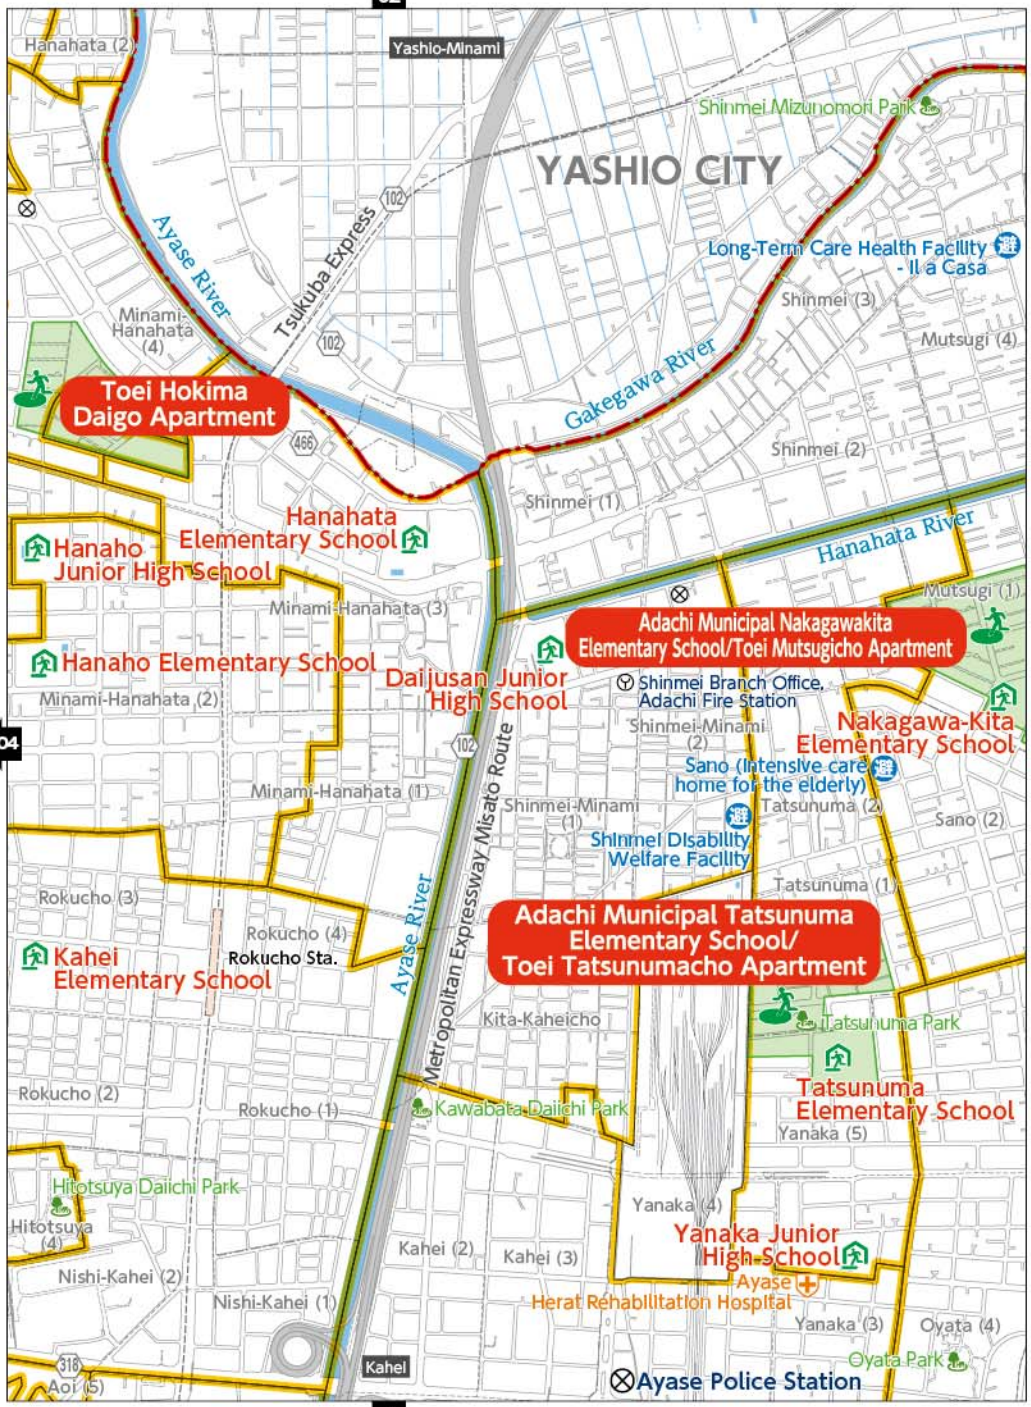 02
Hanahata (2)
Yashio-Minami
Shinmei Mizunomori Park
YASHIO CITY
102
Ayase River
Tsukuba Express
Long-Term Care Health Facility
避
- Il a Casa
Shinmei (3)
Minami-
Hanahata
(4)
102
Mutsugi (4)
Gakegawa River
Toei Hokima
Daigo Apartment
466
Shinmei (2)
Shinmei (1)
Hanahata
Elementary School
Hanahata River
Hanaho
Junior High School
Mutsugi (1)
Minami-Hanahata (3)
Adachi Municipal Nakagawakita
Elementary School/Toei Mutsugicho Apartment
Hanaho Elementary School
Daijusan Junior
High School
Shinmei Branch Office,
Adachi Fire Station
Minami-Hanahata (2)
Nakagawa-Kita
Elementary School
Shinmei-Minami
(2)
04
102
Sano (Intensive care
home for the elderly)
避
Minami-Hanahata (1)
Metropolitan Expressway Misato Route
Shinmei-Minami
(1)
避
Tatsunuma (2)
Sano (2)
Shinmei Disability
Welfare Facility
Rokucho (3)
Ayase River
Tatsunuma (1)
Rokucho (4)
Adachi Municipal Tatsunuma
Elementary School/
Toei Tatsunumacho Apartment
Kahei
Elementary School
Rokucho Sta.
Kita-Kaheicho
Tatsunuma Park
Rokucho (2)
Rokucho (1)
Kawabata Daiichi Park
Tatsunuma
Elementary School
Yanaka (5)
Hitotsuya Daiichi Park
Hitotsuya
(4)
Yanaka (4)
Kahei (2)
Kahei (3)
Yanaka Junior
High School
Nishi-Kahei (2)
Ayase
Herat Rehabilitation Hospital
Nishi-Kahei (1)
Yanaka (3)
Oyata (4)
318
Kahei
Oyata Park
Aoi (5)
Ayase Police Station